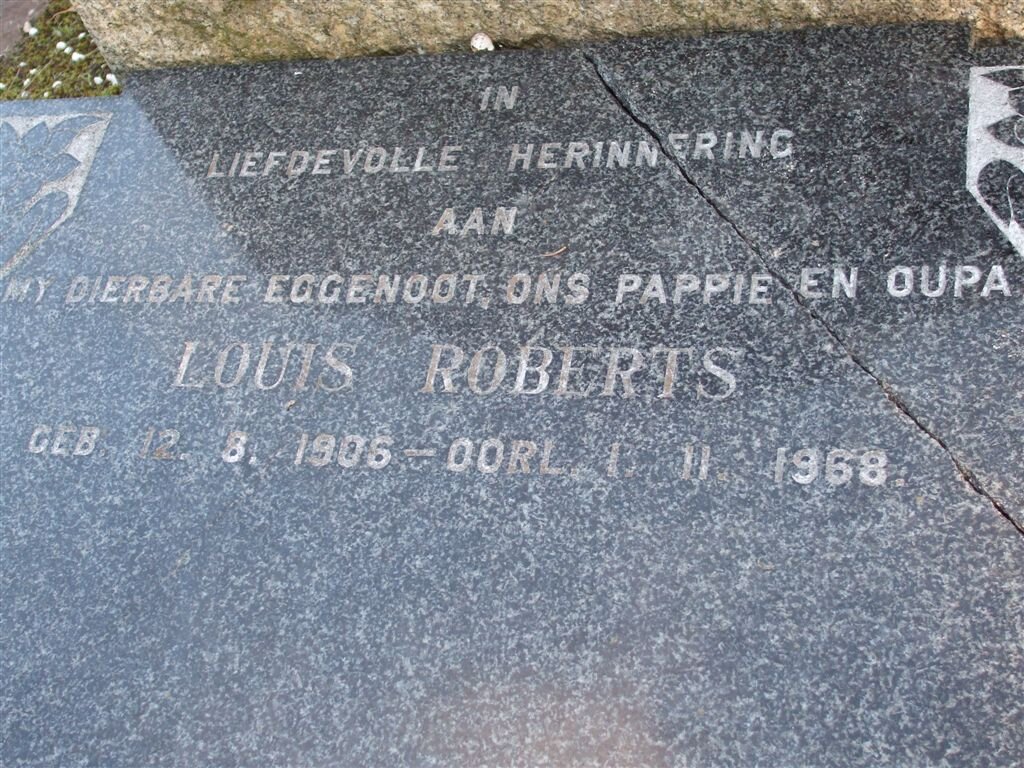 IN
LIEFDEVOLLE HERINNERING
AAN
MY DIERBARE EGGENOOT, ONS PAPPIE EN OUPA
LOUIS ROBERTS
GEB. 12. 8. 1906 — OORL. 1. 11. 1968.